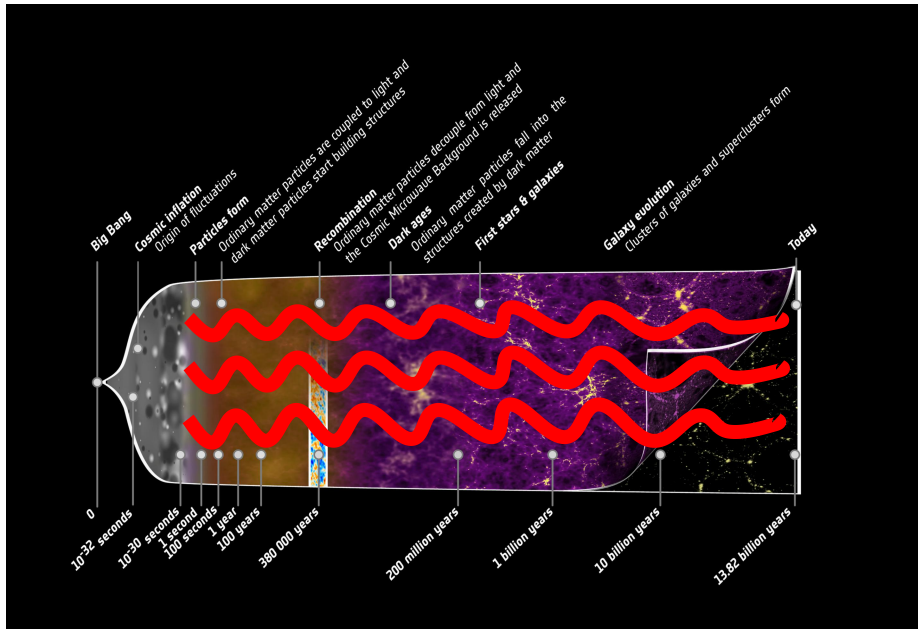 Big Bang
Cosmic inflation
Origin of fluctuations
Particles form
Ordinary matter particles are coupled to light and
dark matter particles start building structures
Recombination
Ordinary matter particles decouple from light and
the Cosmic Microwave Background is released
Dark ages
Ordinary matter particles fall into the
structures created by dark matter
First stars & galaxies
Galaxy evolution
Clusters of galaxies and superclusters form
Today
0
10-32 seconds
10-30 seconds
1 second
100 seconds
1 year
100 years
380 000 years
200 million years
1 billion years
10 billion years
13.82 billion years